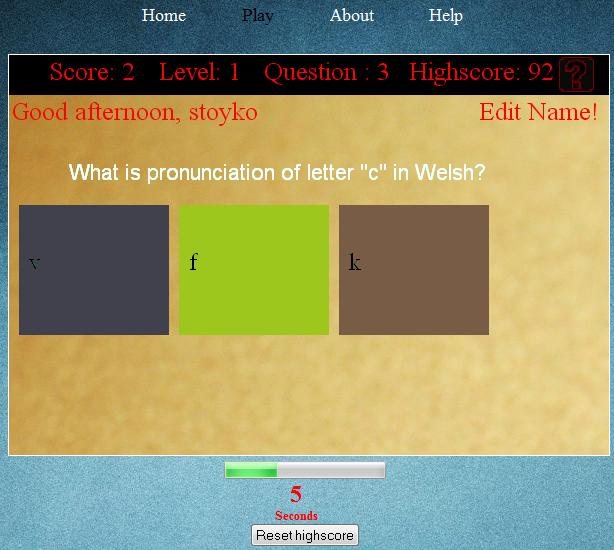 Home Play About Help
Score: 2 Level: 1 Question : 3 Highscore: 92 ?
Good afternoon, stoyko Edit Name!
What is pronunciation of letter "c" in Welsh?
v f k
5
Seconds
Reset highscore